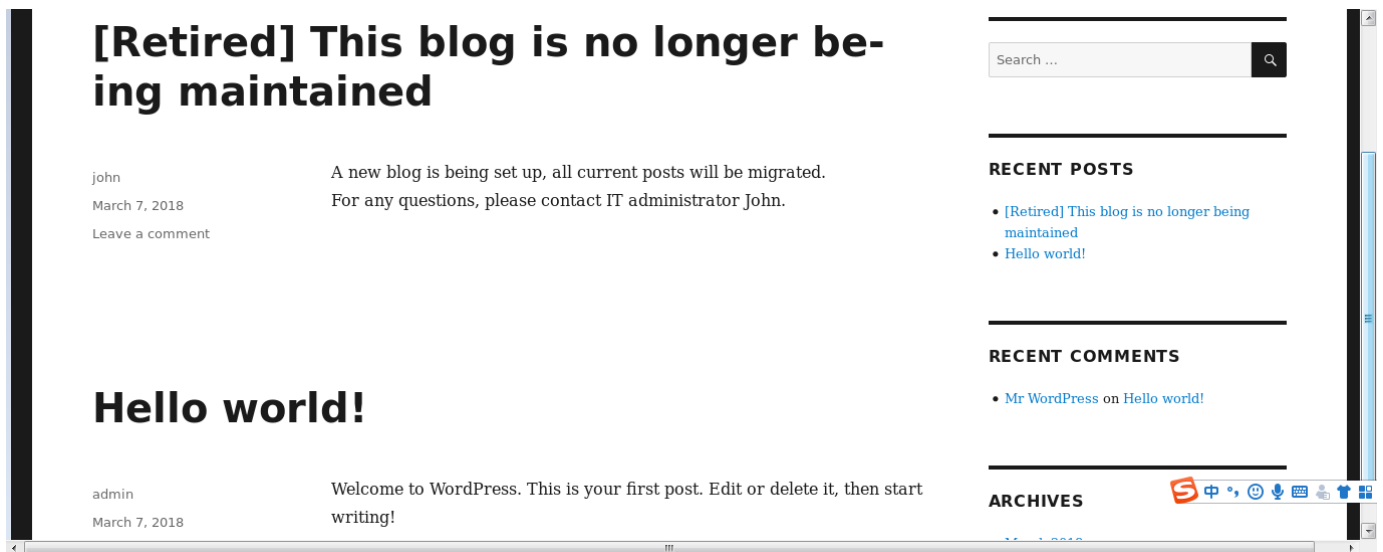 [Retired] This blog is no longer be-
ing maintained
john
March 7, 2018
Leave a comment
A new blog is being set up, all current posts will be migrated.
For any questions, please contact IT administrator John.
Hello world!
admin
March 7, 2018
Welcome to WordPress. This is your first post. Edit or delete it, then start
writing!
Search …
RECENT POSTS
[Retired] This blog is no longer being
maintained
Hello world!
RECENT COMMENTS
Mr WordPress on Hello world!
ARCHIVES
March 2018
中